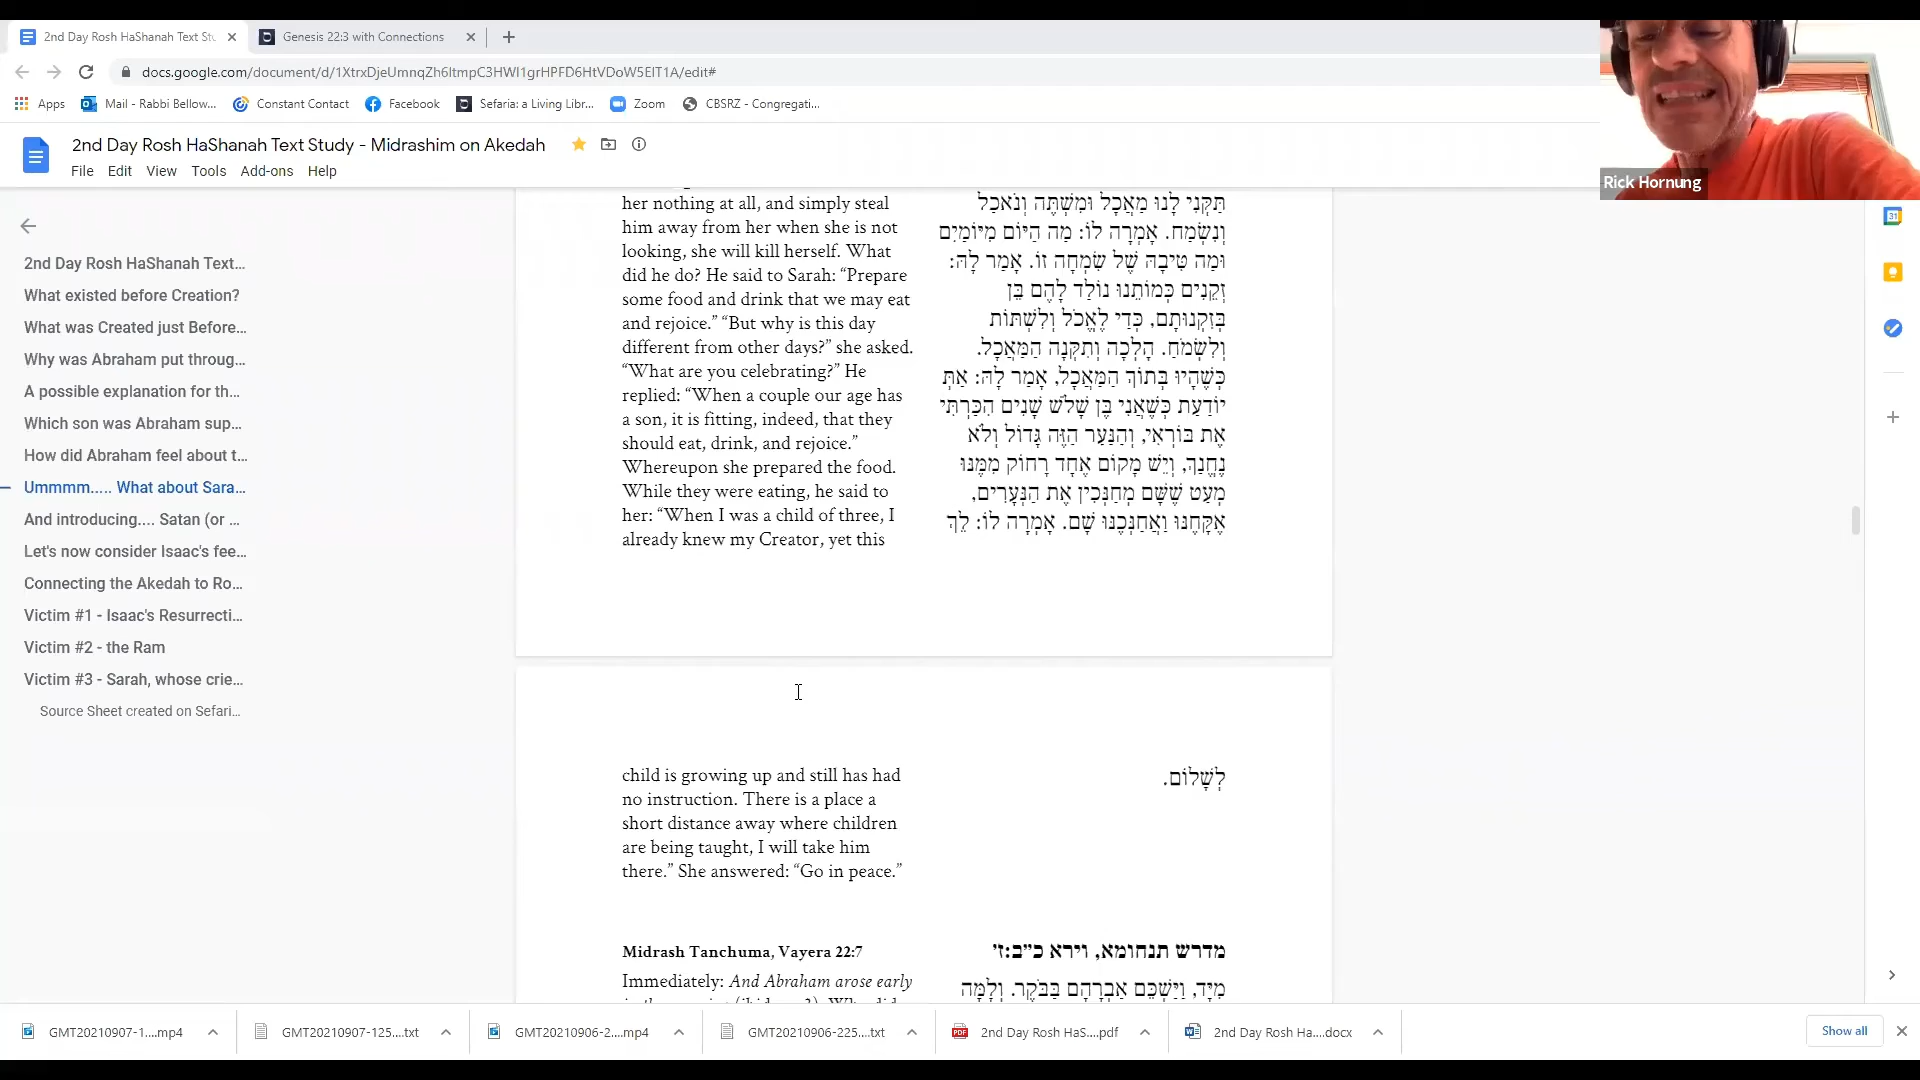 2nd Day Rosh HaShanah Text Stu
Genesis 22:3 with Connections
docs.google.com/document/d/1XtrxDjeUmnqZh6ItmpC3HWI1grHPFD6HtVDoW5EIT1A/edit#
Apps
Mail - Rabbi Bellow...
Constant Contact
Facebook
Sefaria: a Living Libr...
Zoom
CBSRZ - Congregati...
2nd Day Rosh HaShanah Text Study - Midrashim on Akedah
File Edit View Tools Add-ons Help
Rick Hornung
31
2nd Day Rosh HaShanah Text...
What existed before Creation?
What was Created just Before...
Why was Abraham put throug...
A possible explanation for th...
Which son was Abraham sup...
How did Abraham feel about t...
Ummmm..... What about Sara...
And introducing.... Satan (or ...
Let's now consider Isaac's fee...
Connecting the Akedah to Ro...
Victim #1 - Isaac's Resurrecti...
Victim #2 - the Ram
Victim #3 - Sarah, whose crie...
Source Sheet created on Sefari...
her nothing at all, and simply steal
him away from her when she is not
looking, she will kill herself. What
did he do? He said to Sarah: “Prepare
some food and drink that we may eat
and rejoice.” “But why is this day
different from other days?” she asked.
“What are you celebrating?” He
replied: “When a couple our age has
a son, it is fitting, indeed, that they
should eat, drink, and rejoice.”
Whereupon she prepared the food.
While they were eating, he said to
her: “When I was a child of three, I
already knew my Creator, yet this
תַּקְּנִי לָנוּ מַאֲכָל וּמִשְׁתֶּה וְנֹאכַל
וְנִשְׂמַח. אָמְרָה לוֹ: מַה הַיּוֹם מִיּוֹמַיִם
וּמַה טִּיבָהּ שֶׁל שִׂמְחָה זוֹ. אָמַר לָהּ:
זְקֵנִים כְּמוֹתֵנוּ נוֹלַד לָהֶם בֵּן
בְּזִקְנוּתָם, כְּדַי לֶאֱכֹל וְלִשְׁתּוֹת
וְלִשְׂמֹחַ. הָלְכָה וְתִקְּנָה הַמַּאֲכָל.
כְּשֶׁהָיוּ בְּתוֹךְ הַמַּאֲכָל, אָמַר לָהּ: אַתְּ
יוֹדַעַת כְּשֶׁאֲנִי בֶּן שָׁלֹשׁ שָׁנִים הִכַּרְתִּי
אֶת בּוֹרְאִי, וְהַנַּעַר הַזֶּה גָּדוֹל וְלֹא
נֶחֱנַךְ, וְיֵשׁ מָקוֹם אֶחָד רָחוֹק מִמֶּנּוּ
מְעַט שֶׁשָּׁם מְחַנְּכִין אֶת הַנְּעָרִים,
אֶקָּחֶנּוּ וַאֲחַנְּכֶנּוּ שָׁם. אָמְרָה לוֹ: לֵךְ
child is growing up and still has had
no instruction. There is a place a
short distance away where children
are being taught, I will take him
there.” She answered: “Go in peace.”
לְשָׁלוֹם.
Midrash Tanchuma, Vayera 22:7
Immediately: And Abraham arose early
מדרש תנחומא, וירא כ״ב:ז׳
מִיָּד, וַיַּשְׁכֵּם אַבְרָהָם בַּבֹּקֶר. וְלָמָּה
GMT20210907-1....mp4
GMT20210907-125....txt
GMT20210906-2....mp4
GMT20210906-225....txt
2nd Day Rosh HaS....pdf
2nd Day Rosh Ha....docx
Show all